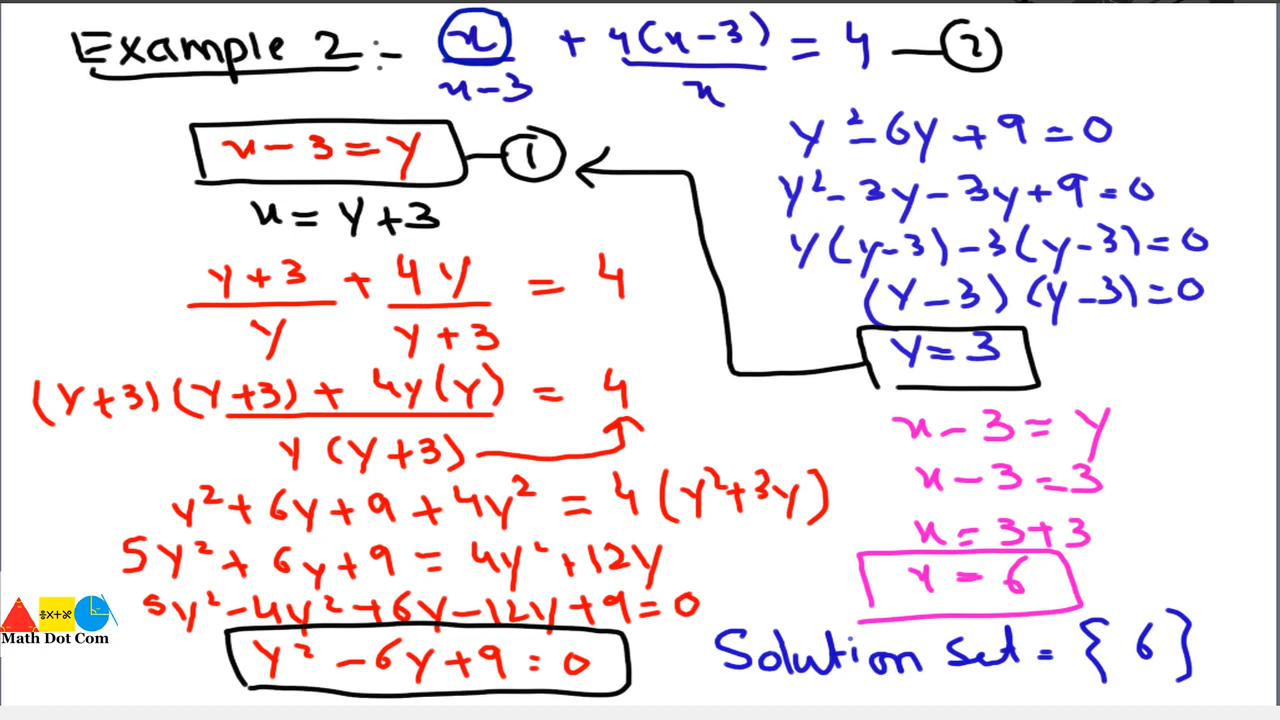 Example 2 :- x/(x-3) + 4(x-3)/x = 4 — ②
x-3 = y — ①
x = y+3
(y+3)/y + 4y/(y+3) = 4
((y+3)(y+3) + 4y(y))/(y(y+3)) = 4
y²+6y+9+4y² = 4(y²+3y)
5y²+6y+9 = 4y²+12y
5y²-4y²+6y-12y+9=0
y²-6y+9=0
y²-6y+9=0
y²-3y-3y+9=0
y(y-3)-3(y-3)=0
(y-3)(y-3)=0
y=3
x-3=y
x-3=3
x=3+3
x=6
Solution set = {6}
Math Dot Com